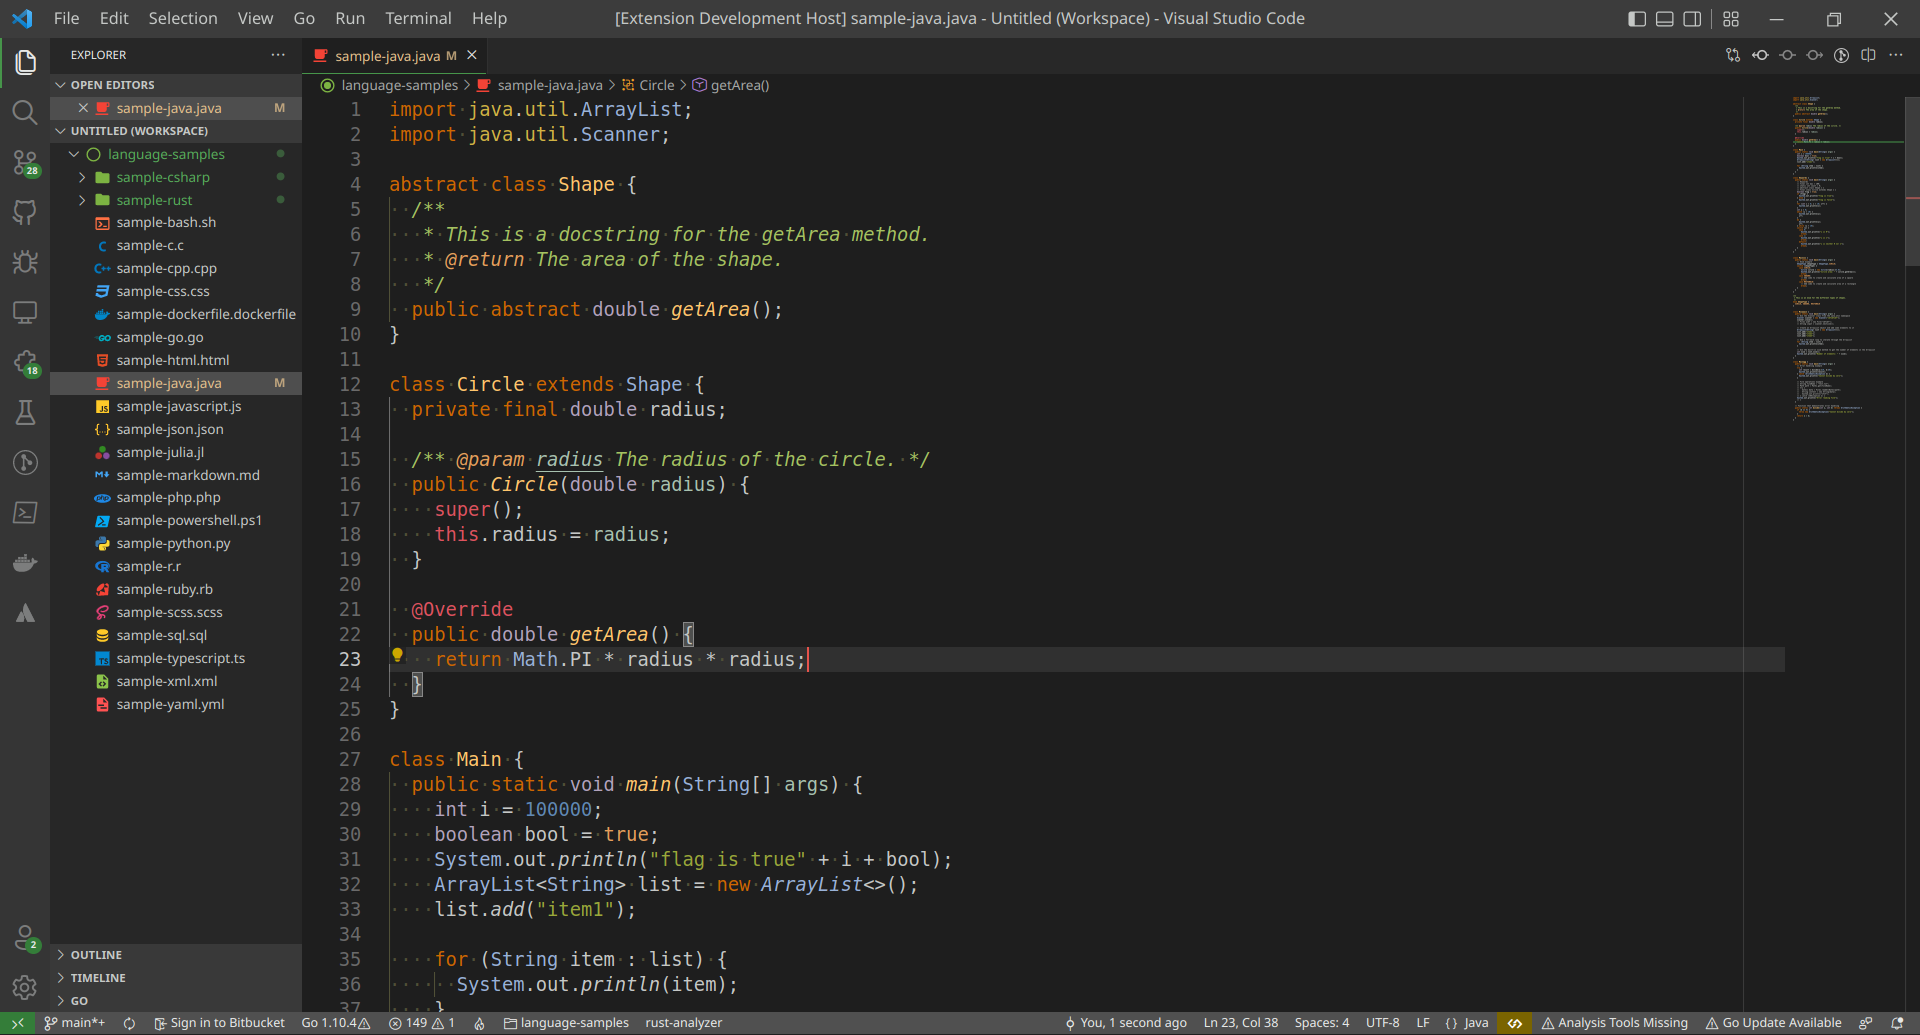 File Edit Selection View Go Run Terminal Help
[Extension Development Host] sample-java.java - Untitled (Workspace) - Visual Studio Code
EXPLORER
OPEN EDITORS
sample-java.java M
UNTITLED (WORKSPACE)
language-samples
sample-csharp
sample-rust
sample-bash.sh
sample-c.c
sample-cpp.cpp
sample-css.css
sample-dockerfile.dockerfile
sample-go.go
sample-html.html
sample-java.java M
sample-javascript.js
sample-json.json
sample-julia.jl
sample-markdown.md
sample-php.php
sample-powershell.ps1
sample-python.py
sample-r.r
sample-ruby.rb
sample-scss.scss
sample-sql.sql
sample-typescript.ts
sample-xml.xml
sample-yaml.yml
OUTLINE
TIMELINE
GO
28
18
2
sample-java.java M
language-samples > sample-java.java > Circle > getArea()
1 import java.util.ArrayList;
2 import java.util.Scanner;
3
4 abstract class Shape {
5 /**
6 * This is a docstring for the getArea method.
7 * @return The area of the shape.
8 */
9 public abstract double getArea();
10 }
11
12 class Circle extends Shape {
13 private final double radius;
14
15 /** @param radius The radius of the circle. */
16 public Circle(double radius) {
17 super();
18 this.radius = radius;
19 }
20
21 @Override
22 public double getArea() {
23 return Math.PI * radius * radius;
24 }
25 }
26
27 class Main {
28 public static void main(String[] args) {
29 int i = 100000;
30 boolean bool = true;
31 System.out.println("flag is true" + i + bool);
32 ArrayList<String> list = new ArrayList<>();
33 list.add("item1");
34
35 for (String item : list) {
36 System.out.println(item);
37 }
main*+ Sign in to Bitbucket Go 1.10.4 149 1 language-samples rust-analyzer
You, 1 second ago Ln 23, Col 38 Spaces: 4 UTF-8 LF { } Java Analysis Tools Missing Go Update Available